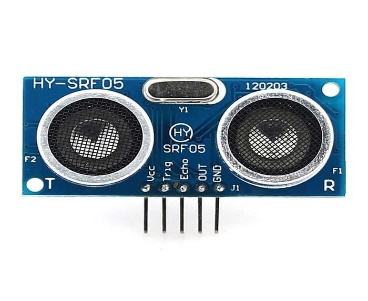 HY-SRF05
Y1
120203
HY
SRF05
F2
F1
Vcc
Trig
Echo
OUT
GND
J1
T
R